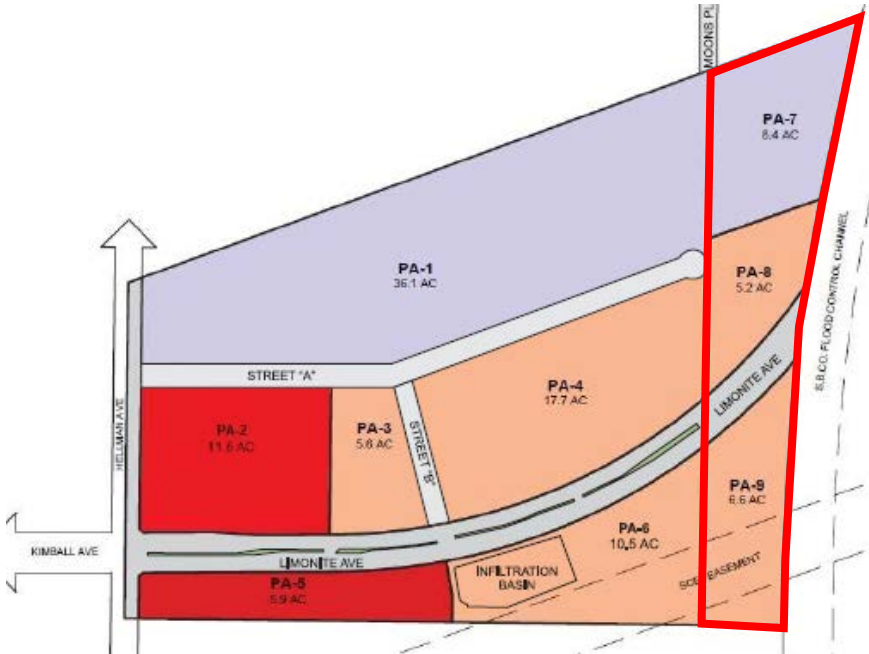 MOONS PL
PA-7
6.4 AC
PA-1
36.1 AC
PA-8
5.2 AC
S.B.CO. FLOOD CONTROL CHANNEL
HELLMAN AVE
STREET "A"
PA-4
17.7 AC
LIMONITE AVE
PA-2
11.6 AC
PA-3
5.6 AC
STREET "B"
PA-9
6.6 AC
PA-6
10.5 AC
KIMBALL AVE
LIMONITE AVE
INFILTRATION
BASIN
SCE EASEMENT
PA-5
5.9 AC